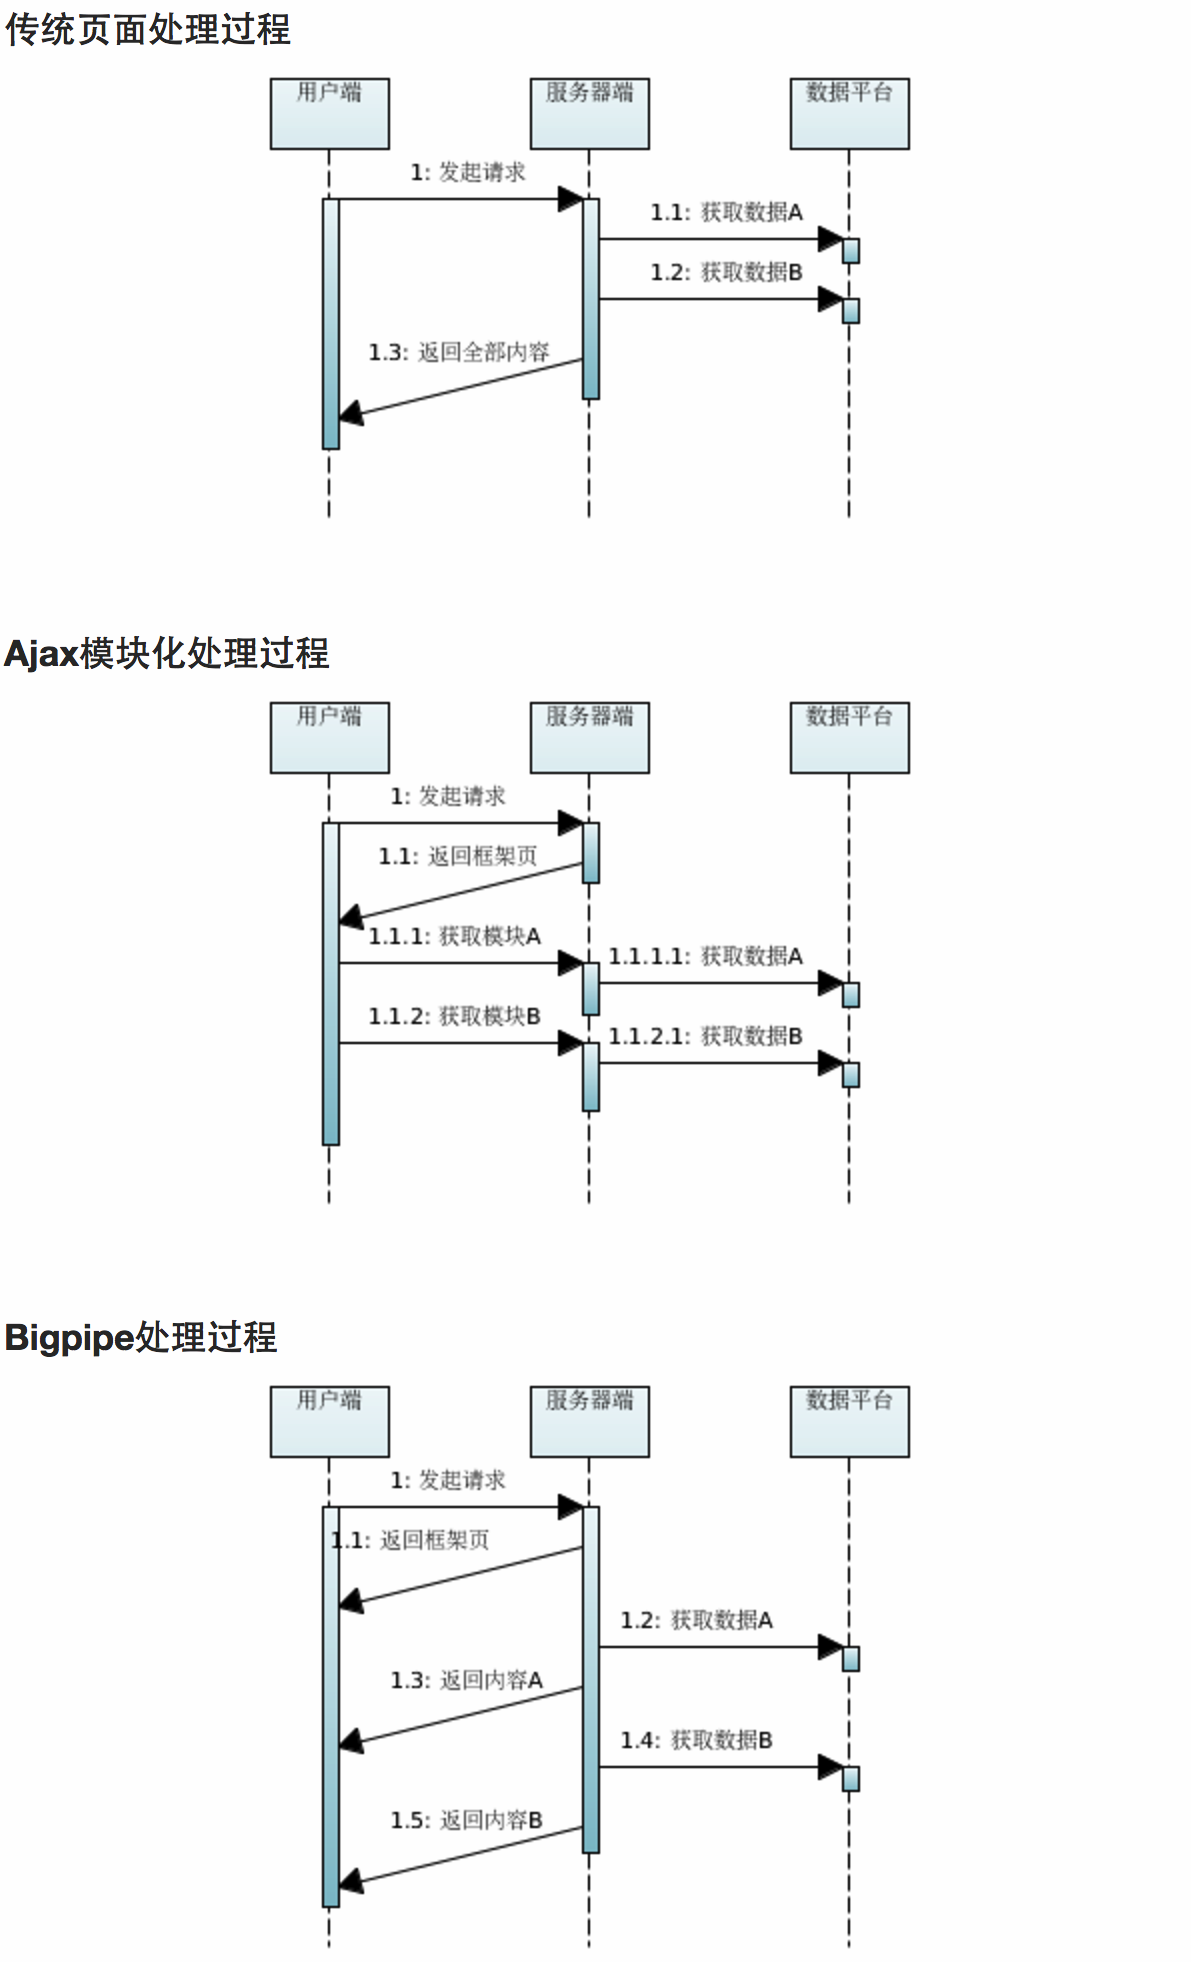 传统页面处理过程
用户端 服务器端 数据平台
1: 发起请求
1.1: 获取数据A
1.2: 获取数据B
1.3: 返回全部内容
Ajax模块化处理过程
用户端 服务器端 数据平台
1: 发起请求
1.1: 返回框架页
1.1.1: 获取模块A
1.1.1.1: 获取数据A
1.1.2: 获取模块B
1.1.2.1: 获取数据B
Bigpipe处理过程
用户端 服务器端 数据平台
1: 发起请求
1.1: 返回框架页
1.2: 获取数据A
1.3: 返回内容A
1.4: 获取数据B
1.5: 返回内容B